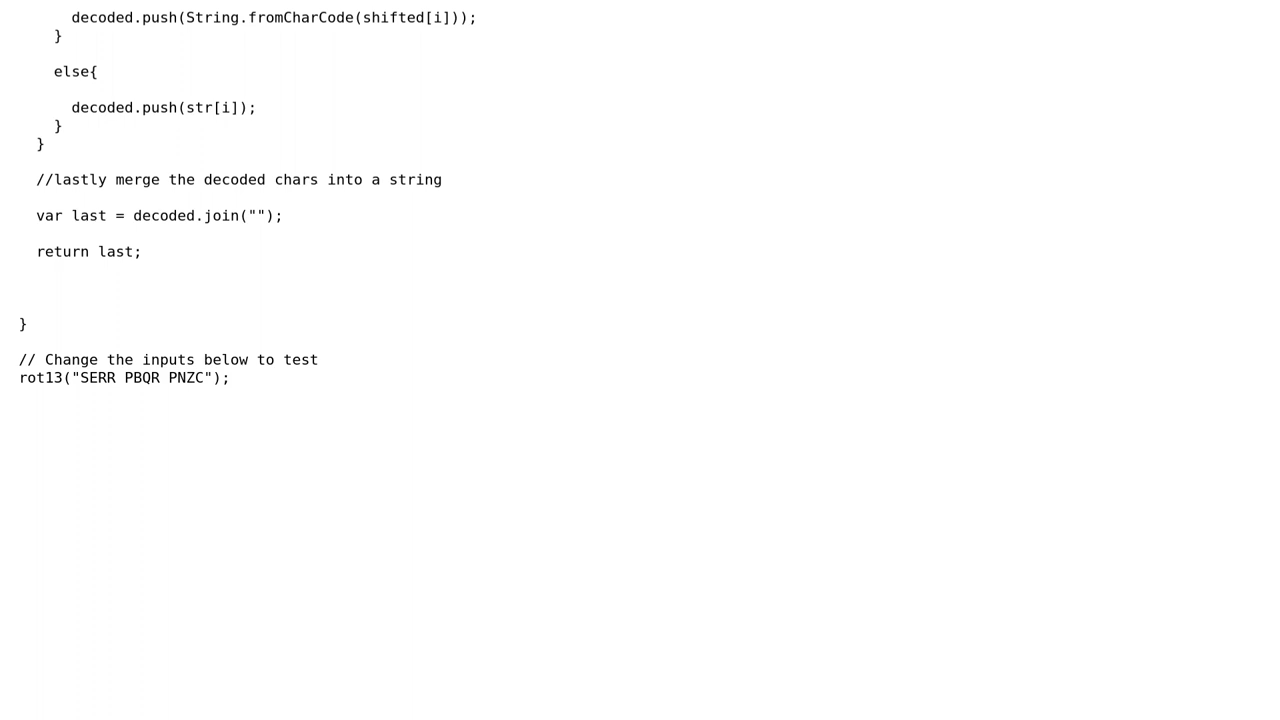 decoded.push(String.fromCharCode(shifted[i]));
}
else{
decoded.push(str[i]);
}
}
//lastly merge the decoded chars into a string
var last = decoded.join("");
return last;
}
// Change the inputs below to test
rot13("SERR PBQR PNZC");